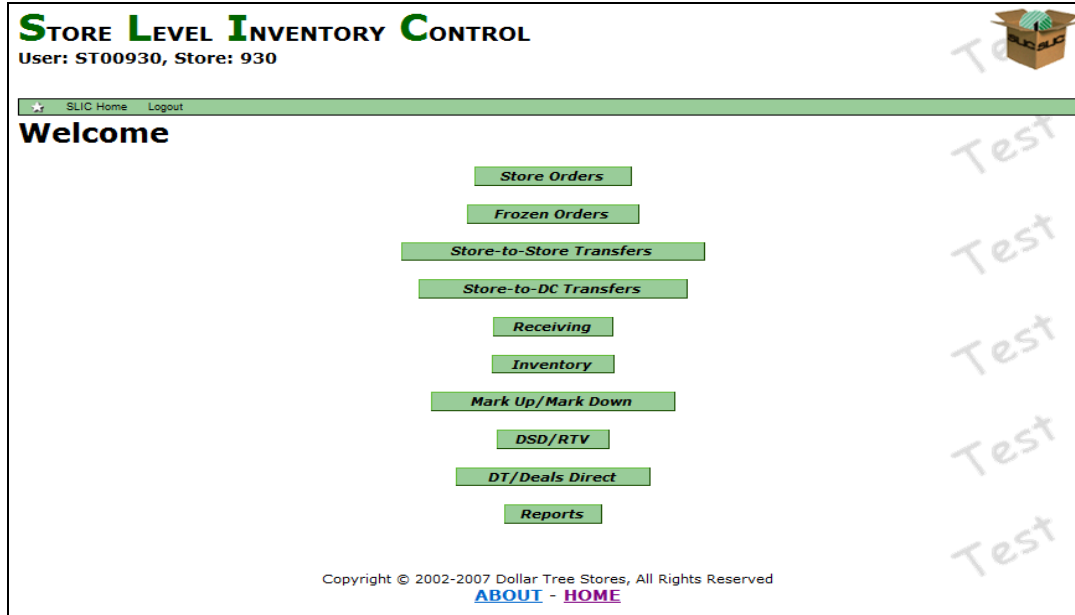 STORE LEVEL INVENTORY CONTROL
User: ST00930, Store: 930
Test
SLIC SLIC
SLIC Home Logout
Welcome
Test
Store Orders
Frozen Orders
Store-to-Store Transfers
Test
Store-to-DC Transfers
Receiving
Test
Inventory
Mark Up/Mark Down
DSD/RTV
Test
DT/Deals Direct
Reports
Test
Copyright © 2002-2007 Dollar Tree Stores, All Rights Reserved
ABOUT - HOME